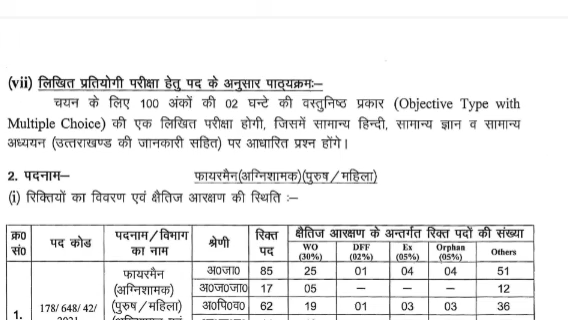 (vii) लिखित प्रतियोगी परीक्षा हेतु पद के अनुसार पाठ्यक्रमः–
चयन के लिए 100 अंकों की 02 घन्टे की वस्तुनिष्ठ प्रकार (Objective Type with
Multiple Choice) की एक लिखित परीक्षा होगी, जिसमें सामान्य हिन्दी, सामान्य ज्ञान व सामान्य
अध्ययन (उत्तराखण्ड की जानकारी सहित) पर आधारित प्रश्न होंगे।
2. पदनाम– फायरमैन(अग्निशामक)(पुरुष/महिला)
(i) रिक्तियों का विवरण एवं क्षैतिज आरक्षण की स्थिति :–
क्र0 सं0 पद कोड पदनाम/विभाग का नाम श्रेणी रिक्त पद क्षैतिज आरक्षण के अन्तर्गत रिक्त पदों की संख्या
WO (30%) DFF (02%) Ex (05%) Orphan (05%) Others
फायरमैन अ0जा0 85 25 01 04 04 51
(अग्निशामक) अ0ज0जा0 17 05 – – – 12
1. 178/648/42/ (पुरुष/महिला) अ0पि0व0 62 19 01 03 03 36